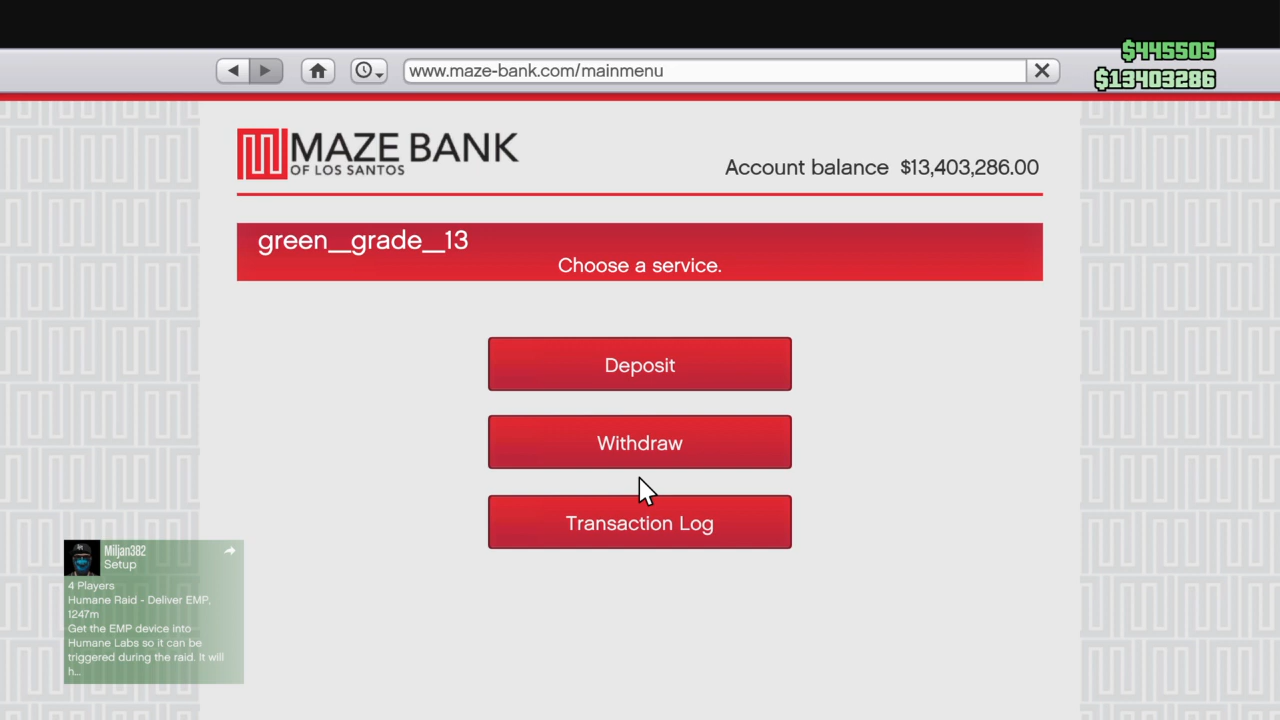 $445505
www.maze-bank.com/mainmenu
$13403286
MAZE BANK
OF LOS SANTOS
Account balance $13,403,286.00
green__grade__13
Choose a service.
Deposit
Withdraw
Transaction Log
Miljan382
Setup
4 Players
Humane Raid - Deliver EMP,
1247m
Get the EMP device into
Humane Labs so it can be
triggered during the raid. It will
h...